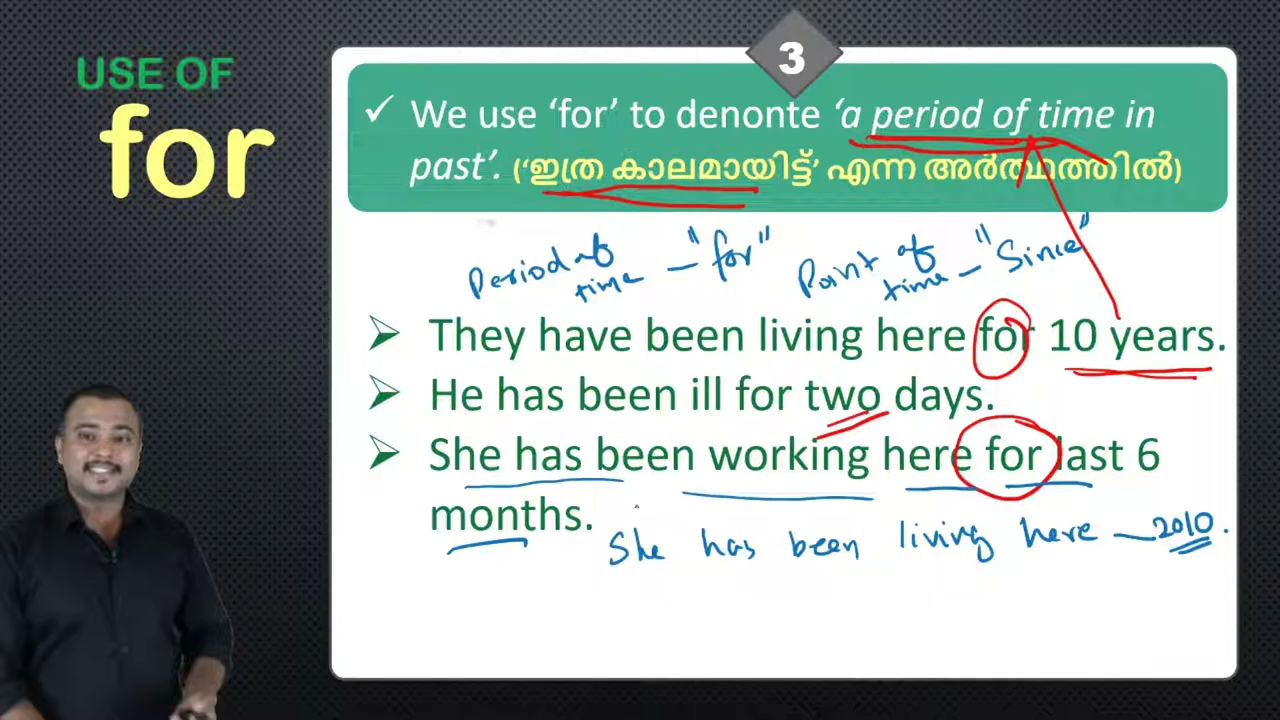 USE OF
for
3
✓ We use ‘for’ to denonte ‘a period of time in
past’. (‘ഇത്ര കാലമായിട്ട്’ എന്ന അർത്ഥത്തിൽ)
Period of
time – "for"
Point of
time – "Since"
➤ They have been living here for 10 years.
➤ He has been ill for two days.
➤ She has been working here for last 6
months.
She has been living here — 2010.